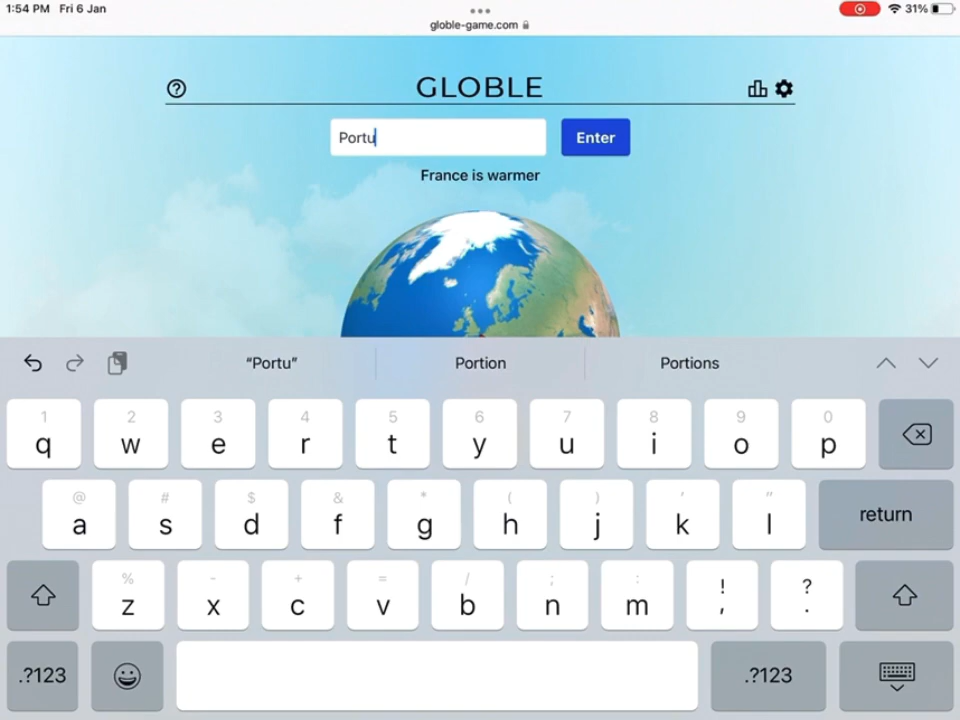 1:54 PM Fri 6 Jan
31%
globle-game.com
GLOBLE
Portu
Enter
France is warmer
"Portu" Portion Portions
1 2 3 4 5 6 7 8 9 0
q w e r t y u i o p
@ # $ & * ( ) ' "
a s d f g h j k l return
% - + = / ; : ! ?
z x c v b n m , .
.?123 .?123